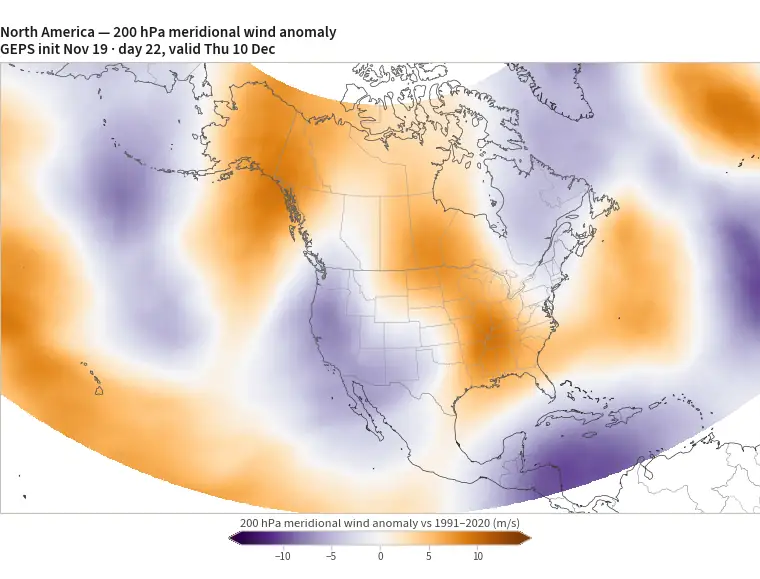 North America — 200 hPa meridional wind anomaly
GEPS init Nov 19 · day 22, valid Thu 10 Dec
200 hPa meridional wind anomaly vs 1991–2020 (m/s)
−10 −5 0 5 10